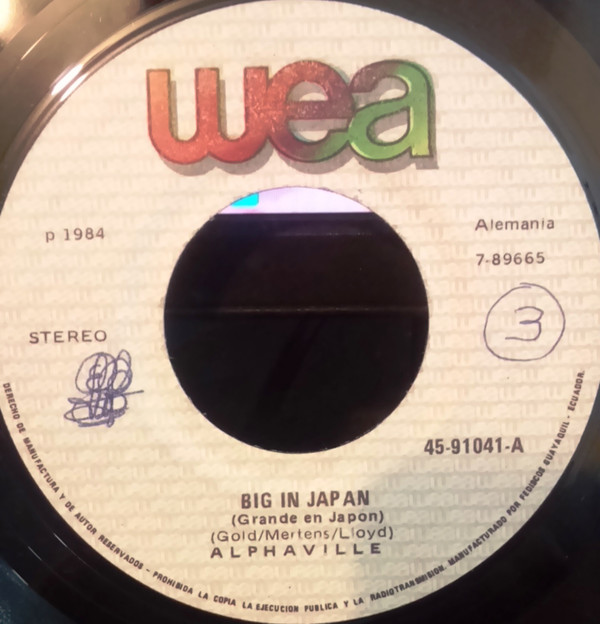 wea
p 1984
Alemania
7-89665
3
STEREO
45-91041-A
BIG IN JAPAN
(Grande en Japon)
(Gold/Mertens/Lloyd)
ALPHAVILLE
DERECHO DE MANUFACTURA Y DE AUTOR RESERVADOS - PROHIBIDA LA COPIA LA EJECUCION PUBLICA Y LA RADIOTRANSMISION. MANUFACTURADO POR FEDISCOS GUAYAQUIL - ECUADOR.